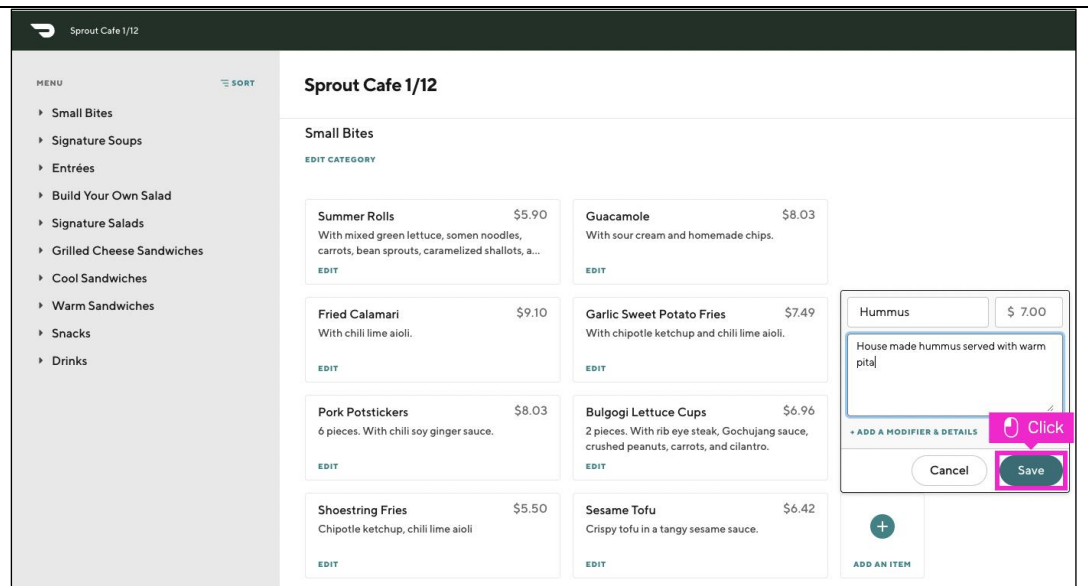 Sprout Cafe 1/12
MENU
SORT
Small Bites
Signature Soups
Entrées
Build Your Own Salad
Signature Salads
Grilled Cheese Sandwiches
Cool Sandwiches
Warm Sandwiches
Snacks
Drinks
Sprout Cafe 1/12
Small Bites
EDIT CATEGORY
Summer Rolls $5.90
With mixed green lettuce, somen noodles,
carrots, bean sprouts, caramelized shallots, a...
EDIT
Guacamole $8.03
With sour cream and homemade chips.
EDIT
Fried Calamari $9.10
With chili lime aioli.
EDIT
Garlic Sweet Potato Fries $7.49
With chipotle ketchup and chili lime aioli.
EDIT
Hummus $ 7.00
House made hummus served with warm
pita
+ ADD A MODIFIER & DETAILS
Click
Cancel Save
Pork Potstickers $8.03
6 pieces. With chili soy ginger sauce.
EDIT
Bulgogi Lettuce Cups $6.96
2 pieces. With rib eye steak, Gochujang sauce,
crushed peanuts, carrots, and cilantro.
EDIT
Shoestring Fries $5.50
Chipotle ketchup, chili lime aioli
EDIT
Sesame Tofu $6.42
Crispy tofu in a tangy sesame sauce.
EDIT
ADD AN ITEM